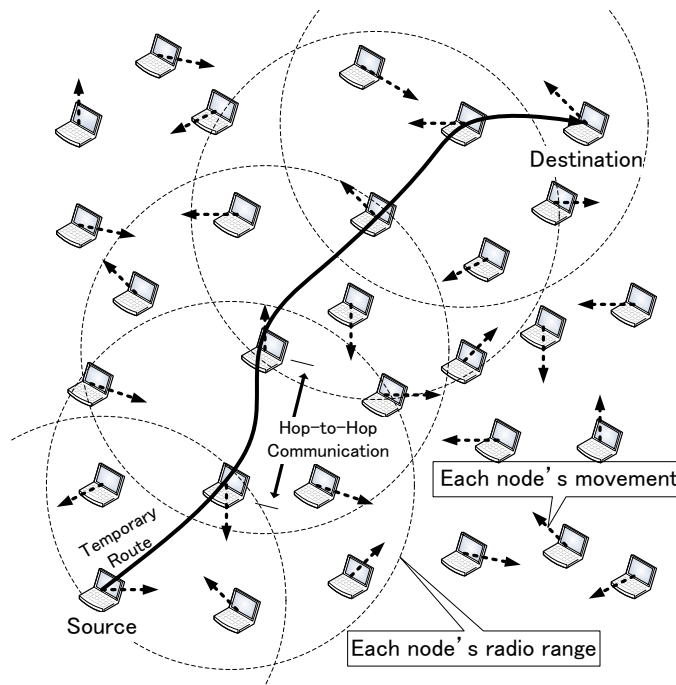 Destination
Hop-to-Hop
Communication
Each node’s movement
Temporary
Route
Source
Each node’s radio range